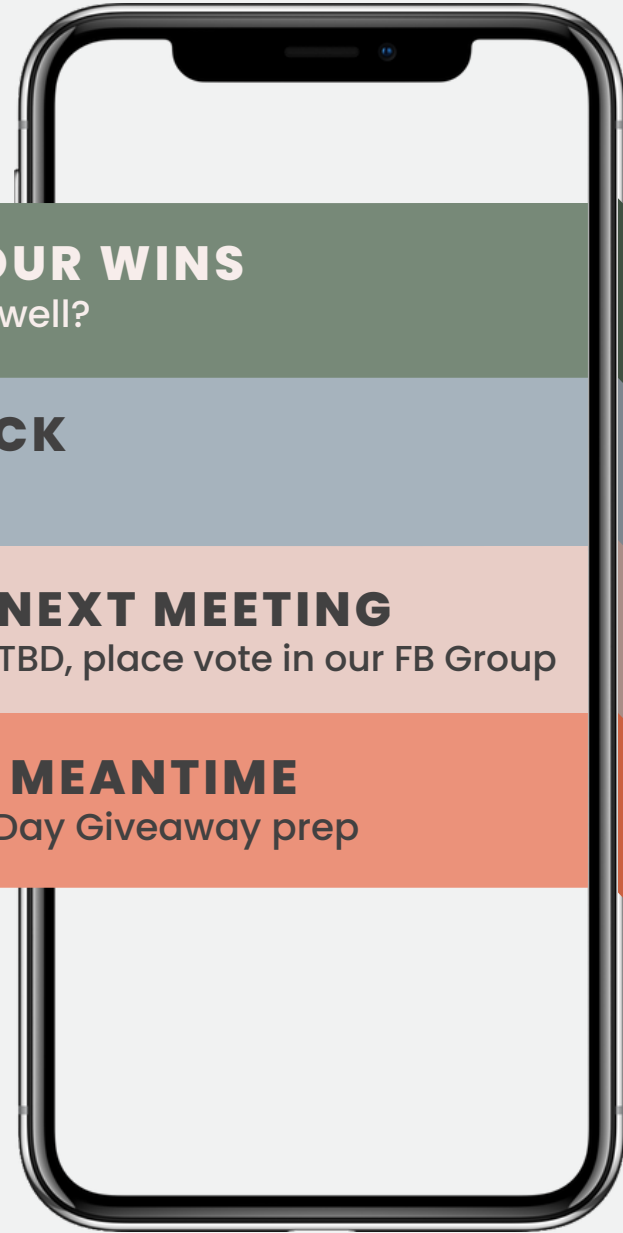 OUR WINS
well?
CK
NEXT MEETING
TBD, place vote in our FB Group
MEANTIME
Day Giveaway prep